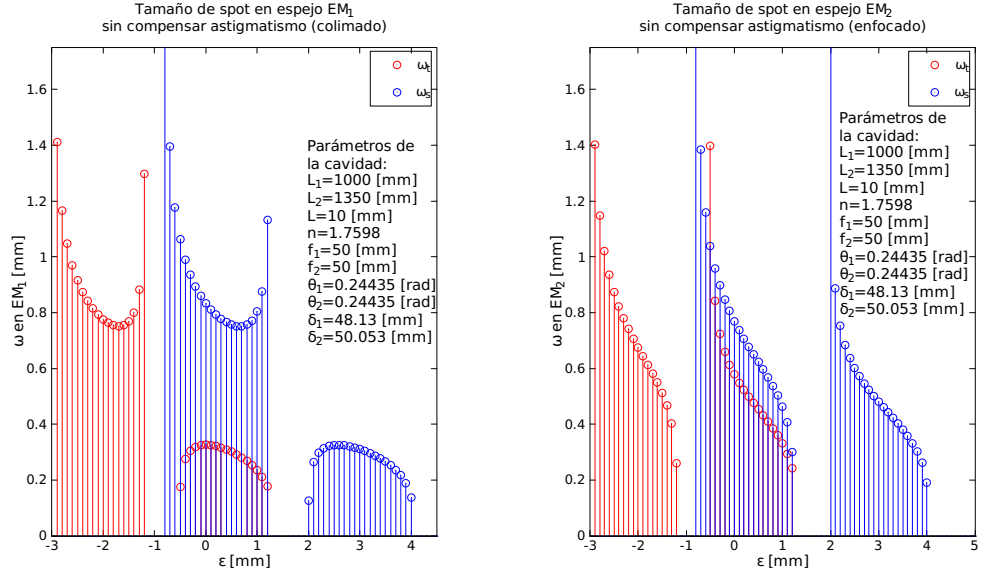 Tamaño de spot en espejo EM₁
sin compensar astigmatismo (colimado)
ω en EM₁ [mm]
1.6
1.4
1.2
1
0.8
0.6
0.4
0.2
0
-3
-2
-1
0
1
2
3
4
ε [mm]
ωₜ
ωₛ
Parámetros de
la cavidad:
L₁=1000 [mm]
L₂=1350 [mm]
L=10 [mm]
n=1.7598
f₁=50 [mm]
f₂=50 [mm]
θ₁=0.24435 [rad]
θ₂=0.24435 [rad]
δ₁=48.13 [mm]
δ₂=50.053 [mm]
Tamaño de spot en espejo EM₂
sin compensar astigmatismo (enfocado)
ω en EM₂ [mm]
1.6
1.4
1.2
1
0.8
0.6
0.4
0.2
0
-3
-2
-1
0
1
2
3
4
5
ε [mm]
ωₜ
ωₛ
Parámetros de
la cavidad:
L₁=1000 [mm]
L₂=1350 [mm]
L=10 [mm]
n=1.7598
f₁=50 [mm]
f₂=50 [mm]
θ₁=0.24435 [rad]
θ₂=0.24435 [rad]
δ₁=48.13 [mm]
δ₂=50.053 [mm]